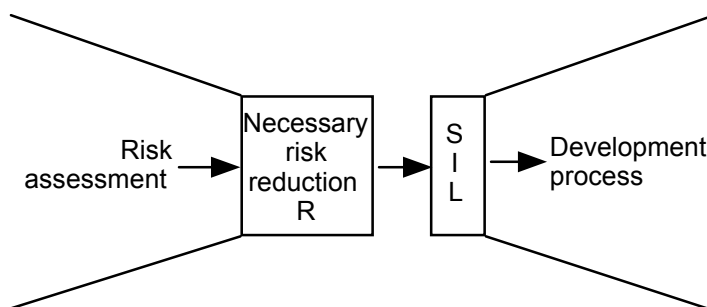 Risk
assessment
Necessary
risk
reduction
R
S
I
L
Development
process